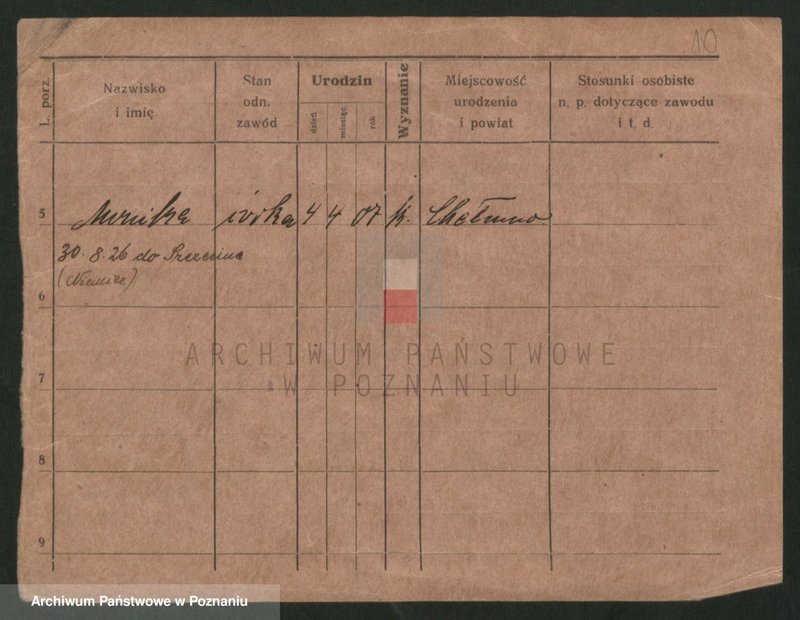 10
L. porz.
Nazwisko
i imię
Stan
odn.
zawód
Urodzin
dzień
miesiąc
rok
Wyznanie
Miejscowość
urodzenia
i powiat
Stosunki osobiste
n. p. dotyczące zawodu
i t. d.
5 córka 4 4 07 k. Chełmno
30. 8. 26 do Szczecina
(Niemiec)
6
ARCHIWUM PAŃSTWOWE
W POZNANIU
7
8
9
Archiwum Państwowe w Poznaniu